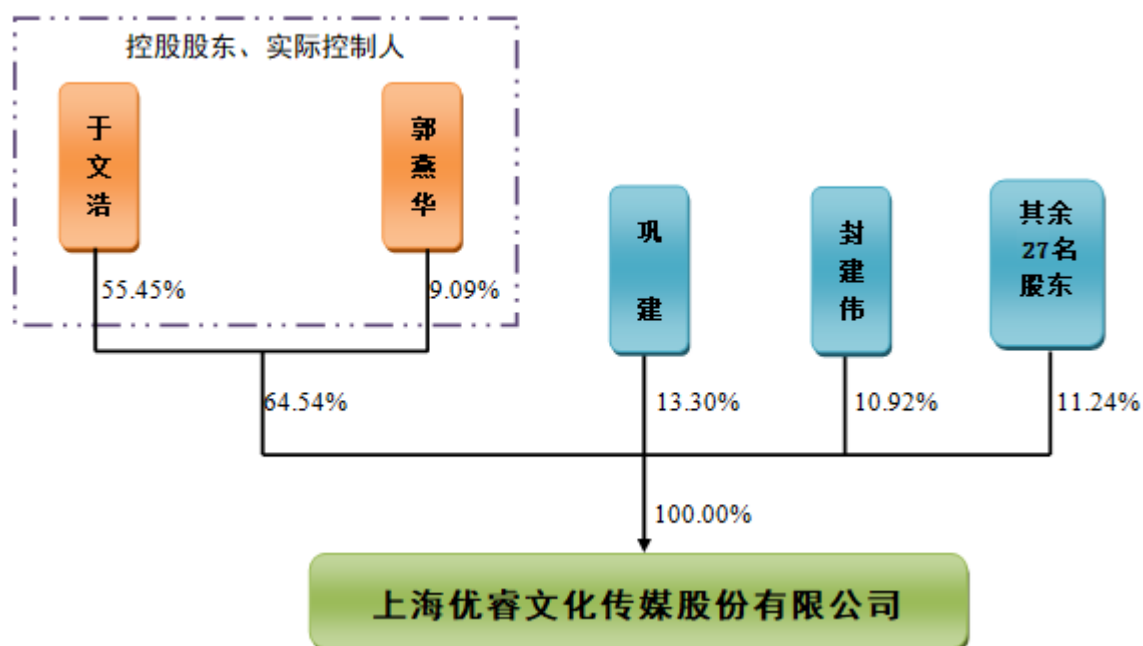 控股股东、实际控制人
于文浩
郭燕华
巩建
封建伟
其余
27名
股东
55.45%
9.09%
64.54%
13.30%
10.92%
11.24%
100.00%
上海优睿文化传媒股份有限公司